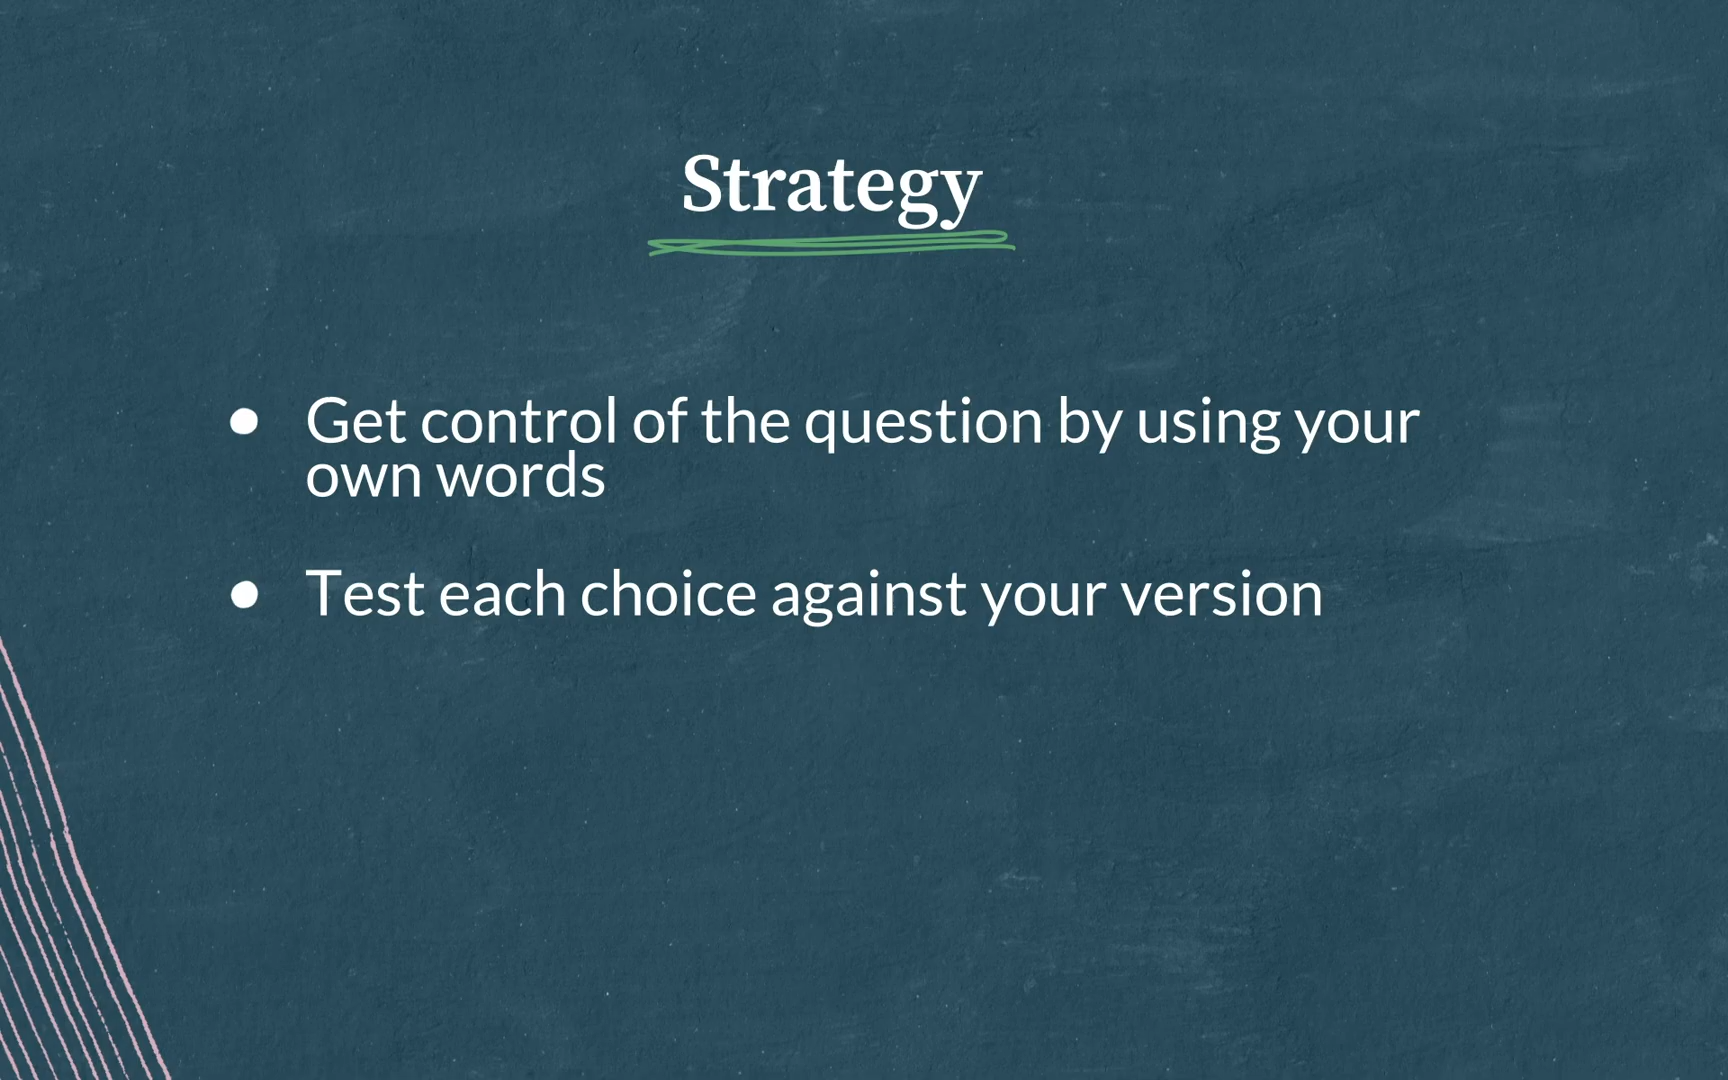 Strategy
● Get control of the question by using your
own words
● Test each choice against your version